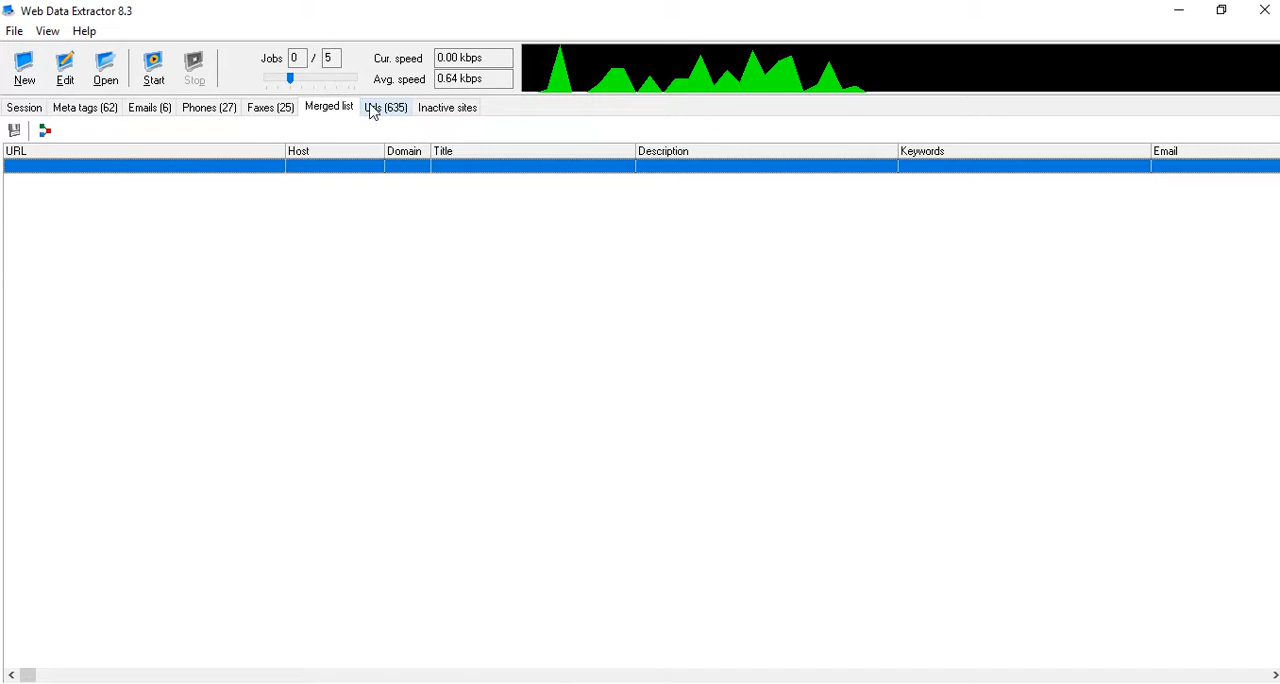 Web Data Extractor 8.3
File View Help
New Edit Open Start Stop Jobs 0 / 5 Cur. speed 0.00 kbps
Avg. speed 0.64 kbps
Session Meta tags (62) Emails (6) Phones (27) Faxes (25) Merged list (635) Inactive sites
URL Host Domain Title Description Keywords Email